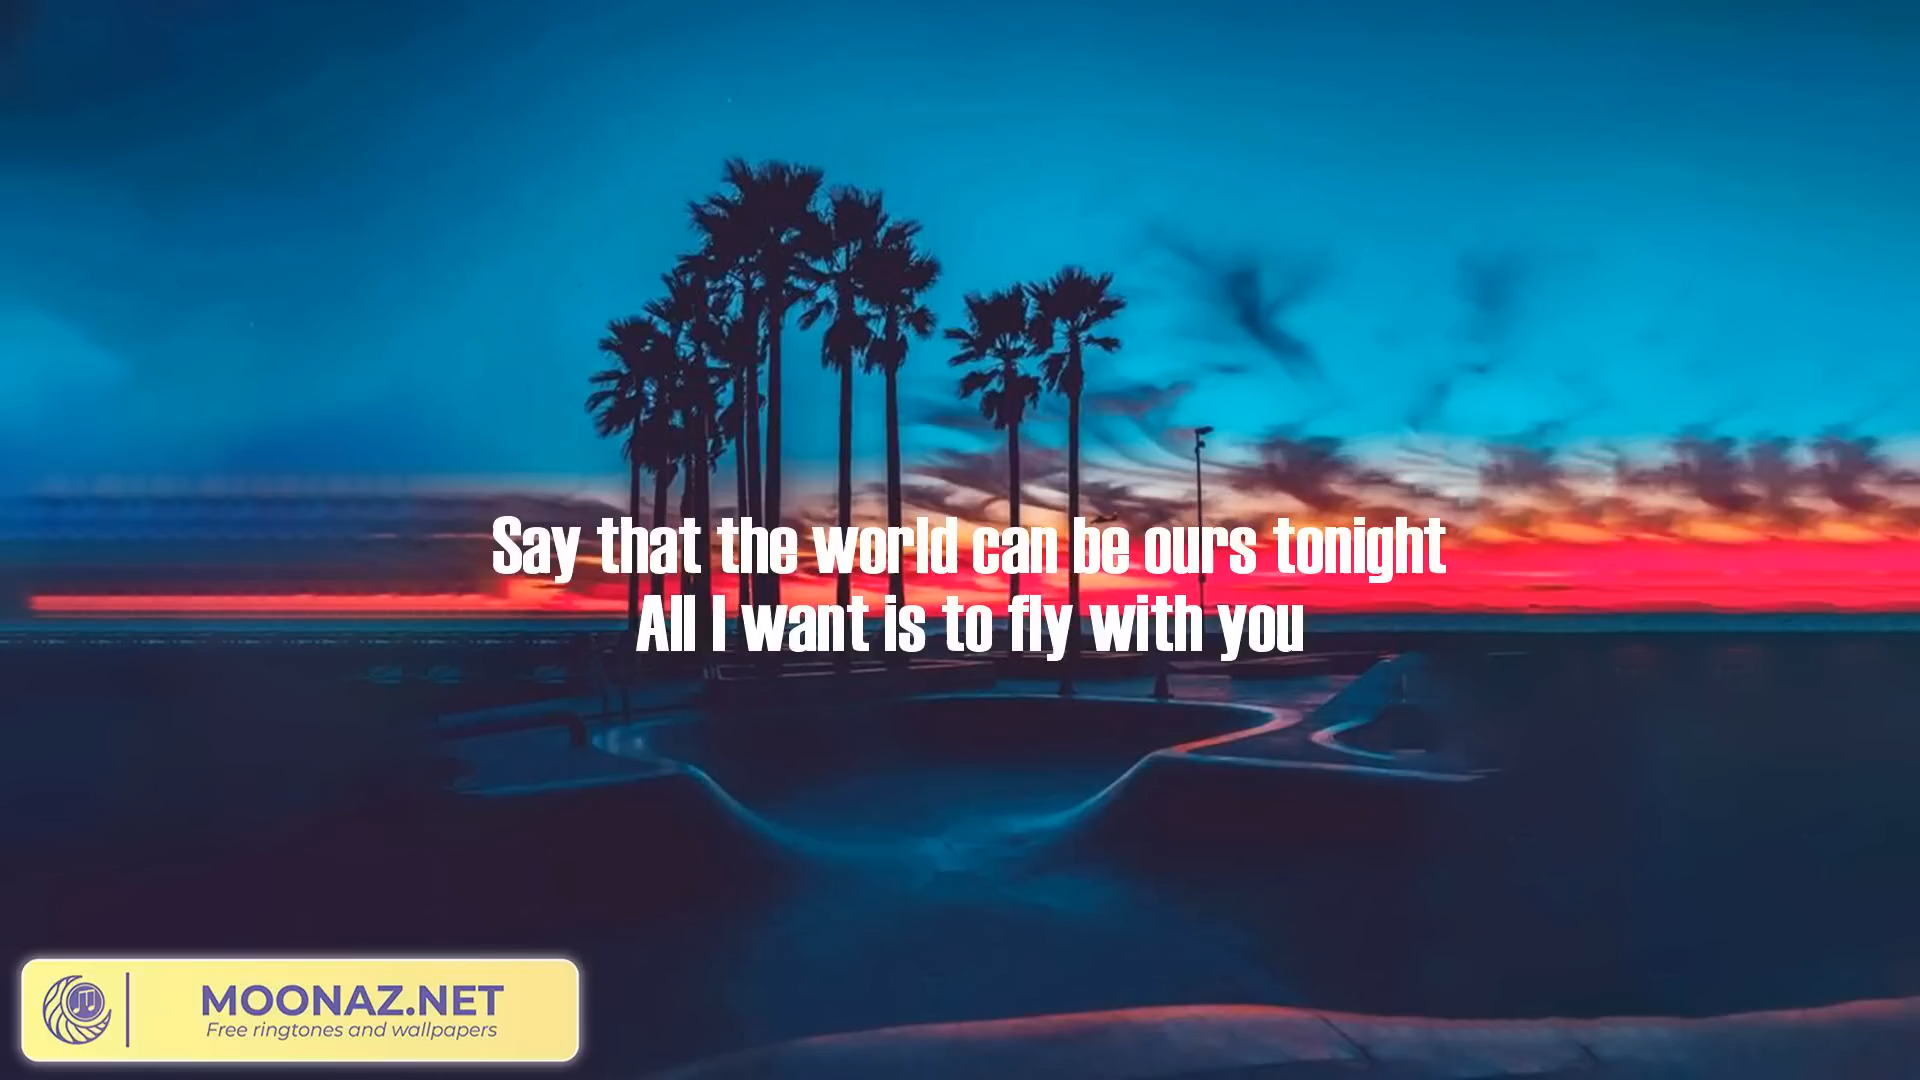 Say that the world can be ours tonight
All I want is to fly with you
MOONAZ.NET
Free ringtones and wallpapers